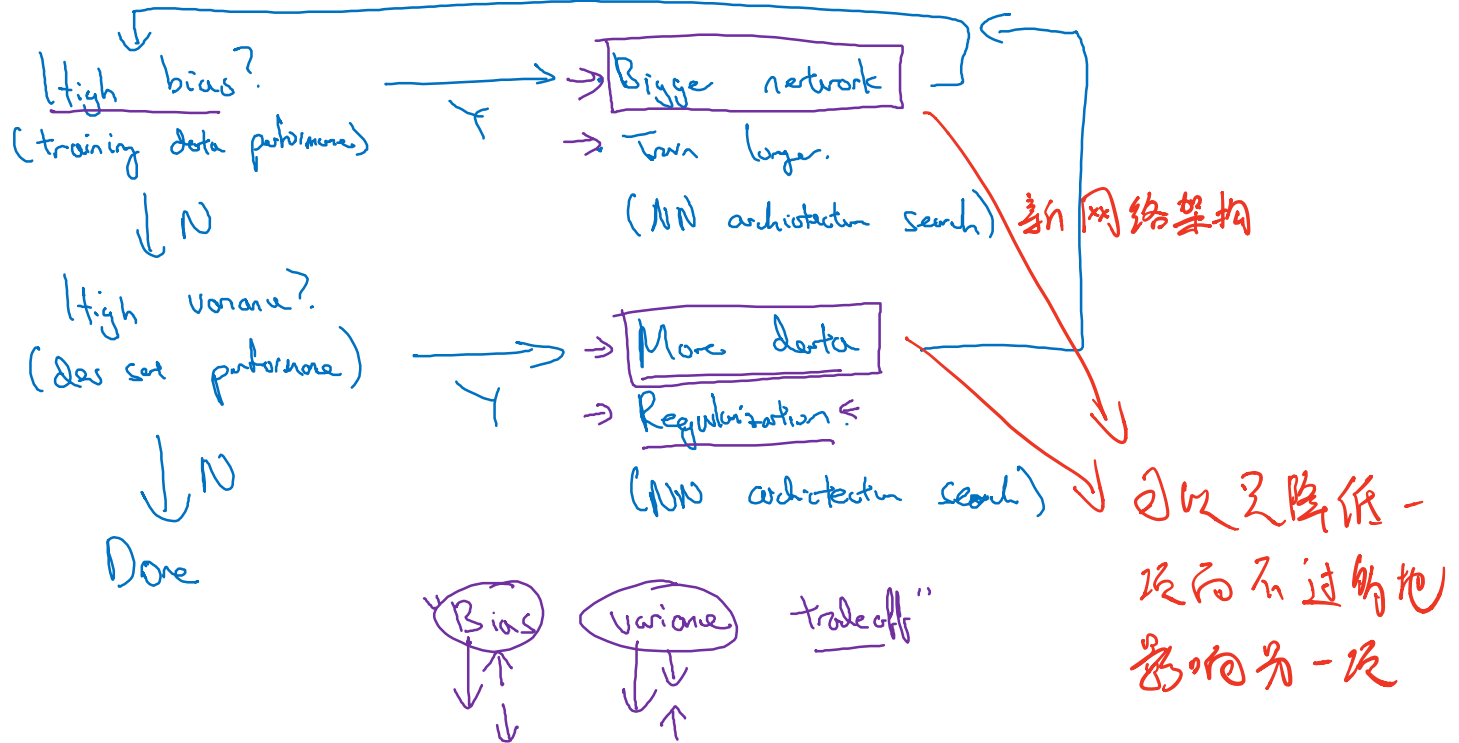 High bias?
(training data performance)
Y
Bigge network
Train longer.
(NN architecture search) 新网络架构
N
High variance?
(dev set performance)
Y
More data
Regularization.
(NN architecture search)
N
Done
"Bias variance tradeoff"
可以只降低一
项而不过多地
影响另一项